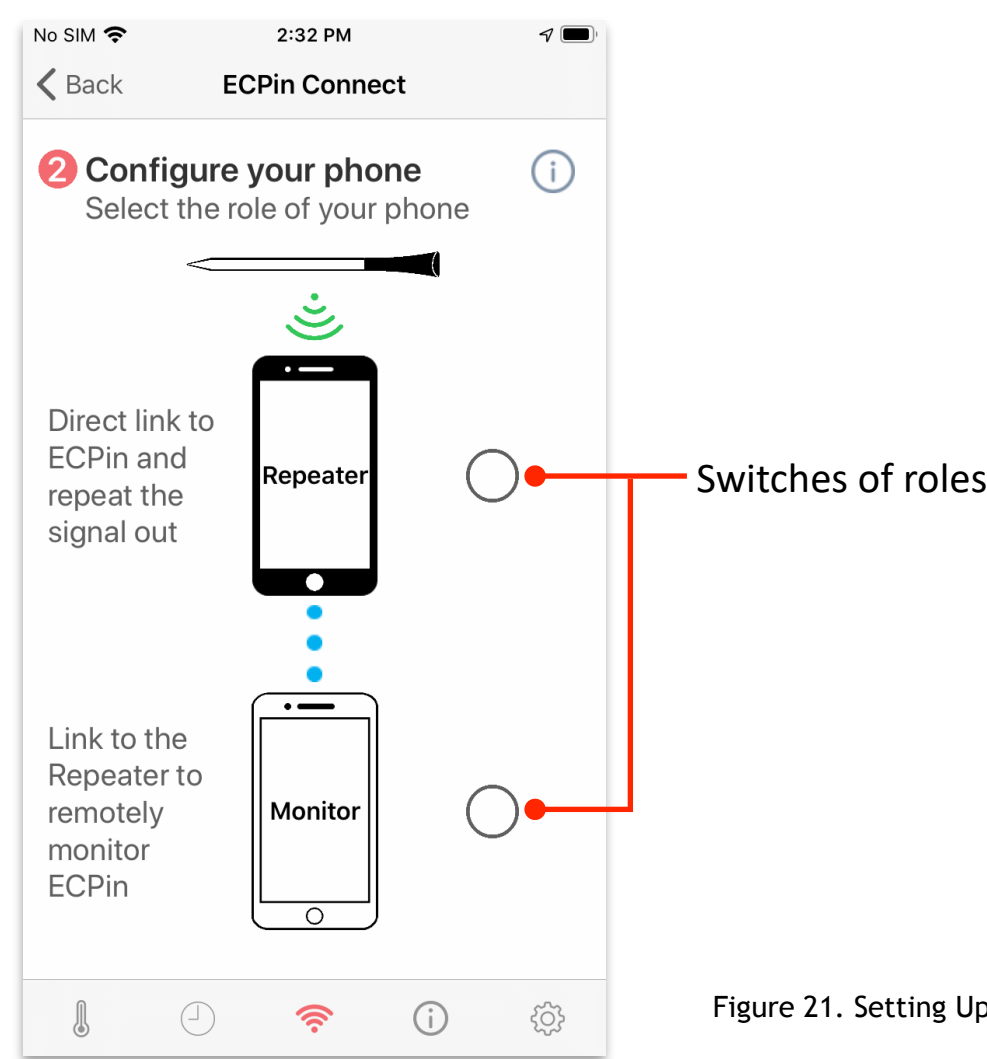 No SIM 2:32 PM
Back ECPin Connect
2 Configure your phone
Select the role of your phone
Direct link to
ECPin and
repeat the
signal out
Repeater
Switches of roles
Link to the
Repeater to
remotely
monitor
ECPin
Monitor
Figure 21. Setting Up